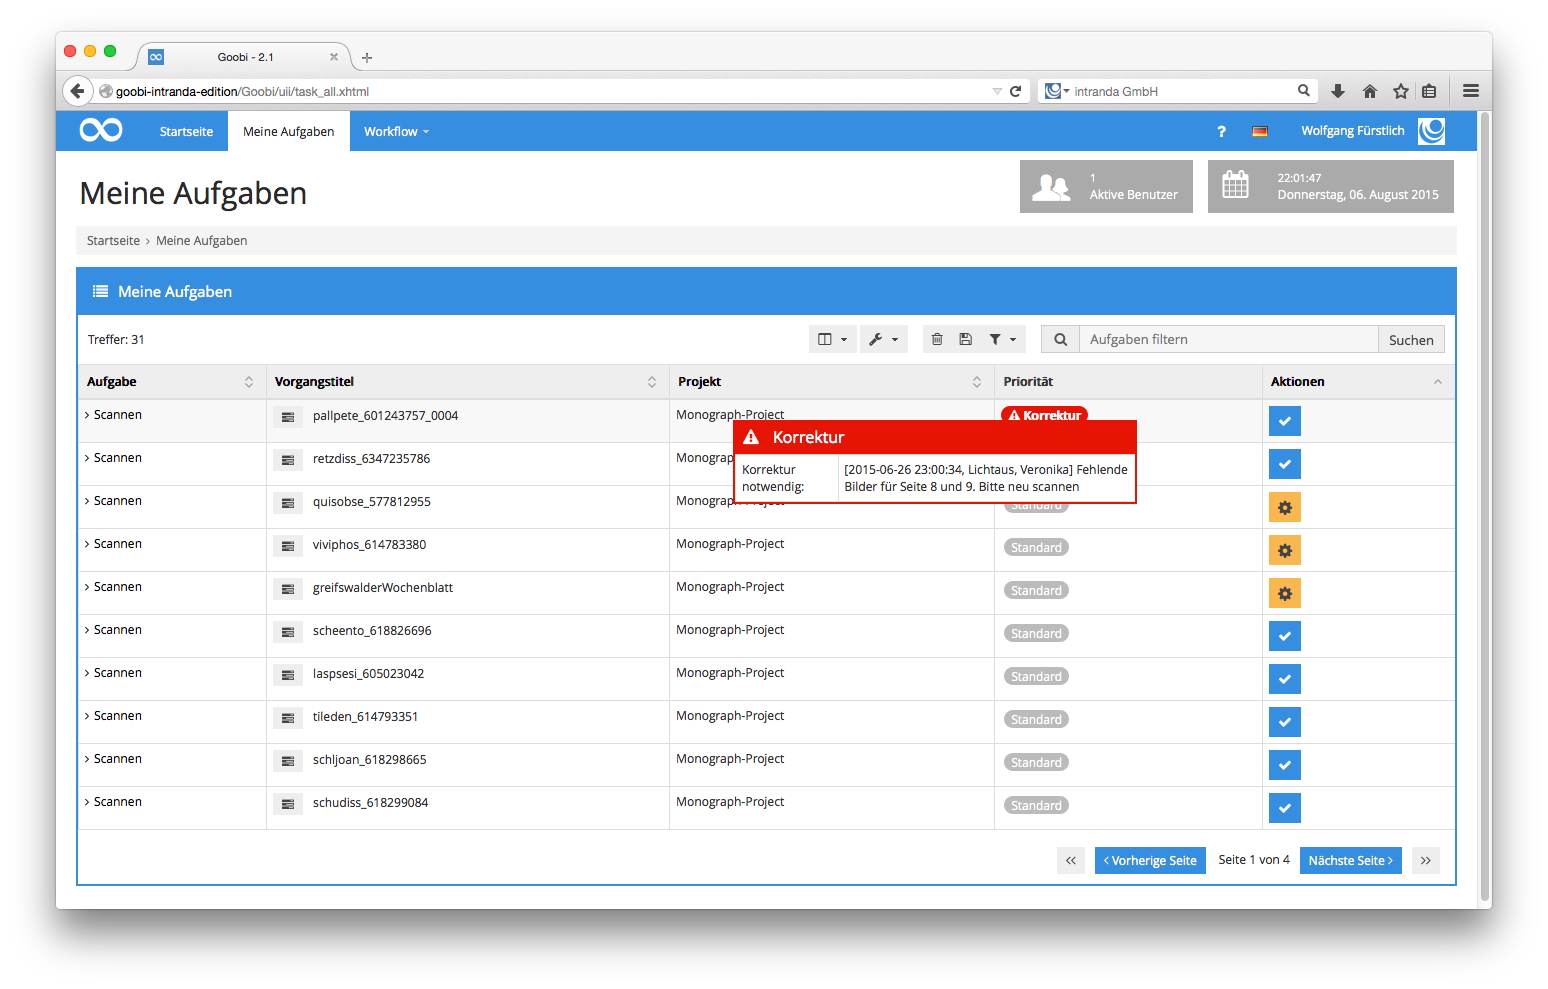 Goobi - 2.1
goobi-intranda-edition/Goobi/uii/task_all.xhtml
intranda GmbH
Startseite
Meine Aufgaben
Workflow
?
Wolfgang Fürstlich
Meine Aufgaben
1
Aktive Benutzer
22:01:47
Donnerstag, 06. August 2015
Startseite › Meine Aufgaben
Meine Aufgaben
Treffer: 31
Aufgaben filtern
Suchen
Aufgabe Vorgangstitel Projekt Priorität Aktionen
› Scannen pallpete_601243757_0004 Monograph-Project Korrektur
Korrektur
Korrektur notwendig:
[2015-06-26 23:00:34, Lichtaus, Veronika] Fehlende
Bilder für Seite 8 und 9. Bitte neu scannen
› Scannen retzdiss_6347235786
› Scannen quisobse_577812955 Standard
› Scannen viviphos_614783380 Monograph-Project Standard
› Scannen greifswalderWochenblatt Monograph-Project Standard
› Scannen scheento_618826696 Monograph-Project Standard
› Scannen laspsesi_605023042 Monograph-Project Standard
› Scannen tileden_614793351 Monograph-Project Standard
› Scannen schljoan_618298665 Monograph-Project Standard
› Scannen schudiss_618299084 Monograph-Project Standard
« ‹ Vorherige Seite Seite 1 von 4 Nächste Seite › »